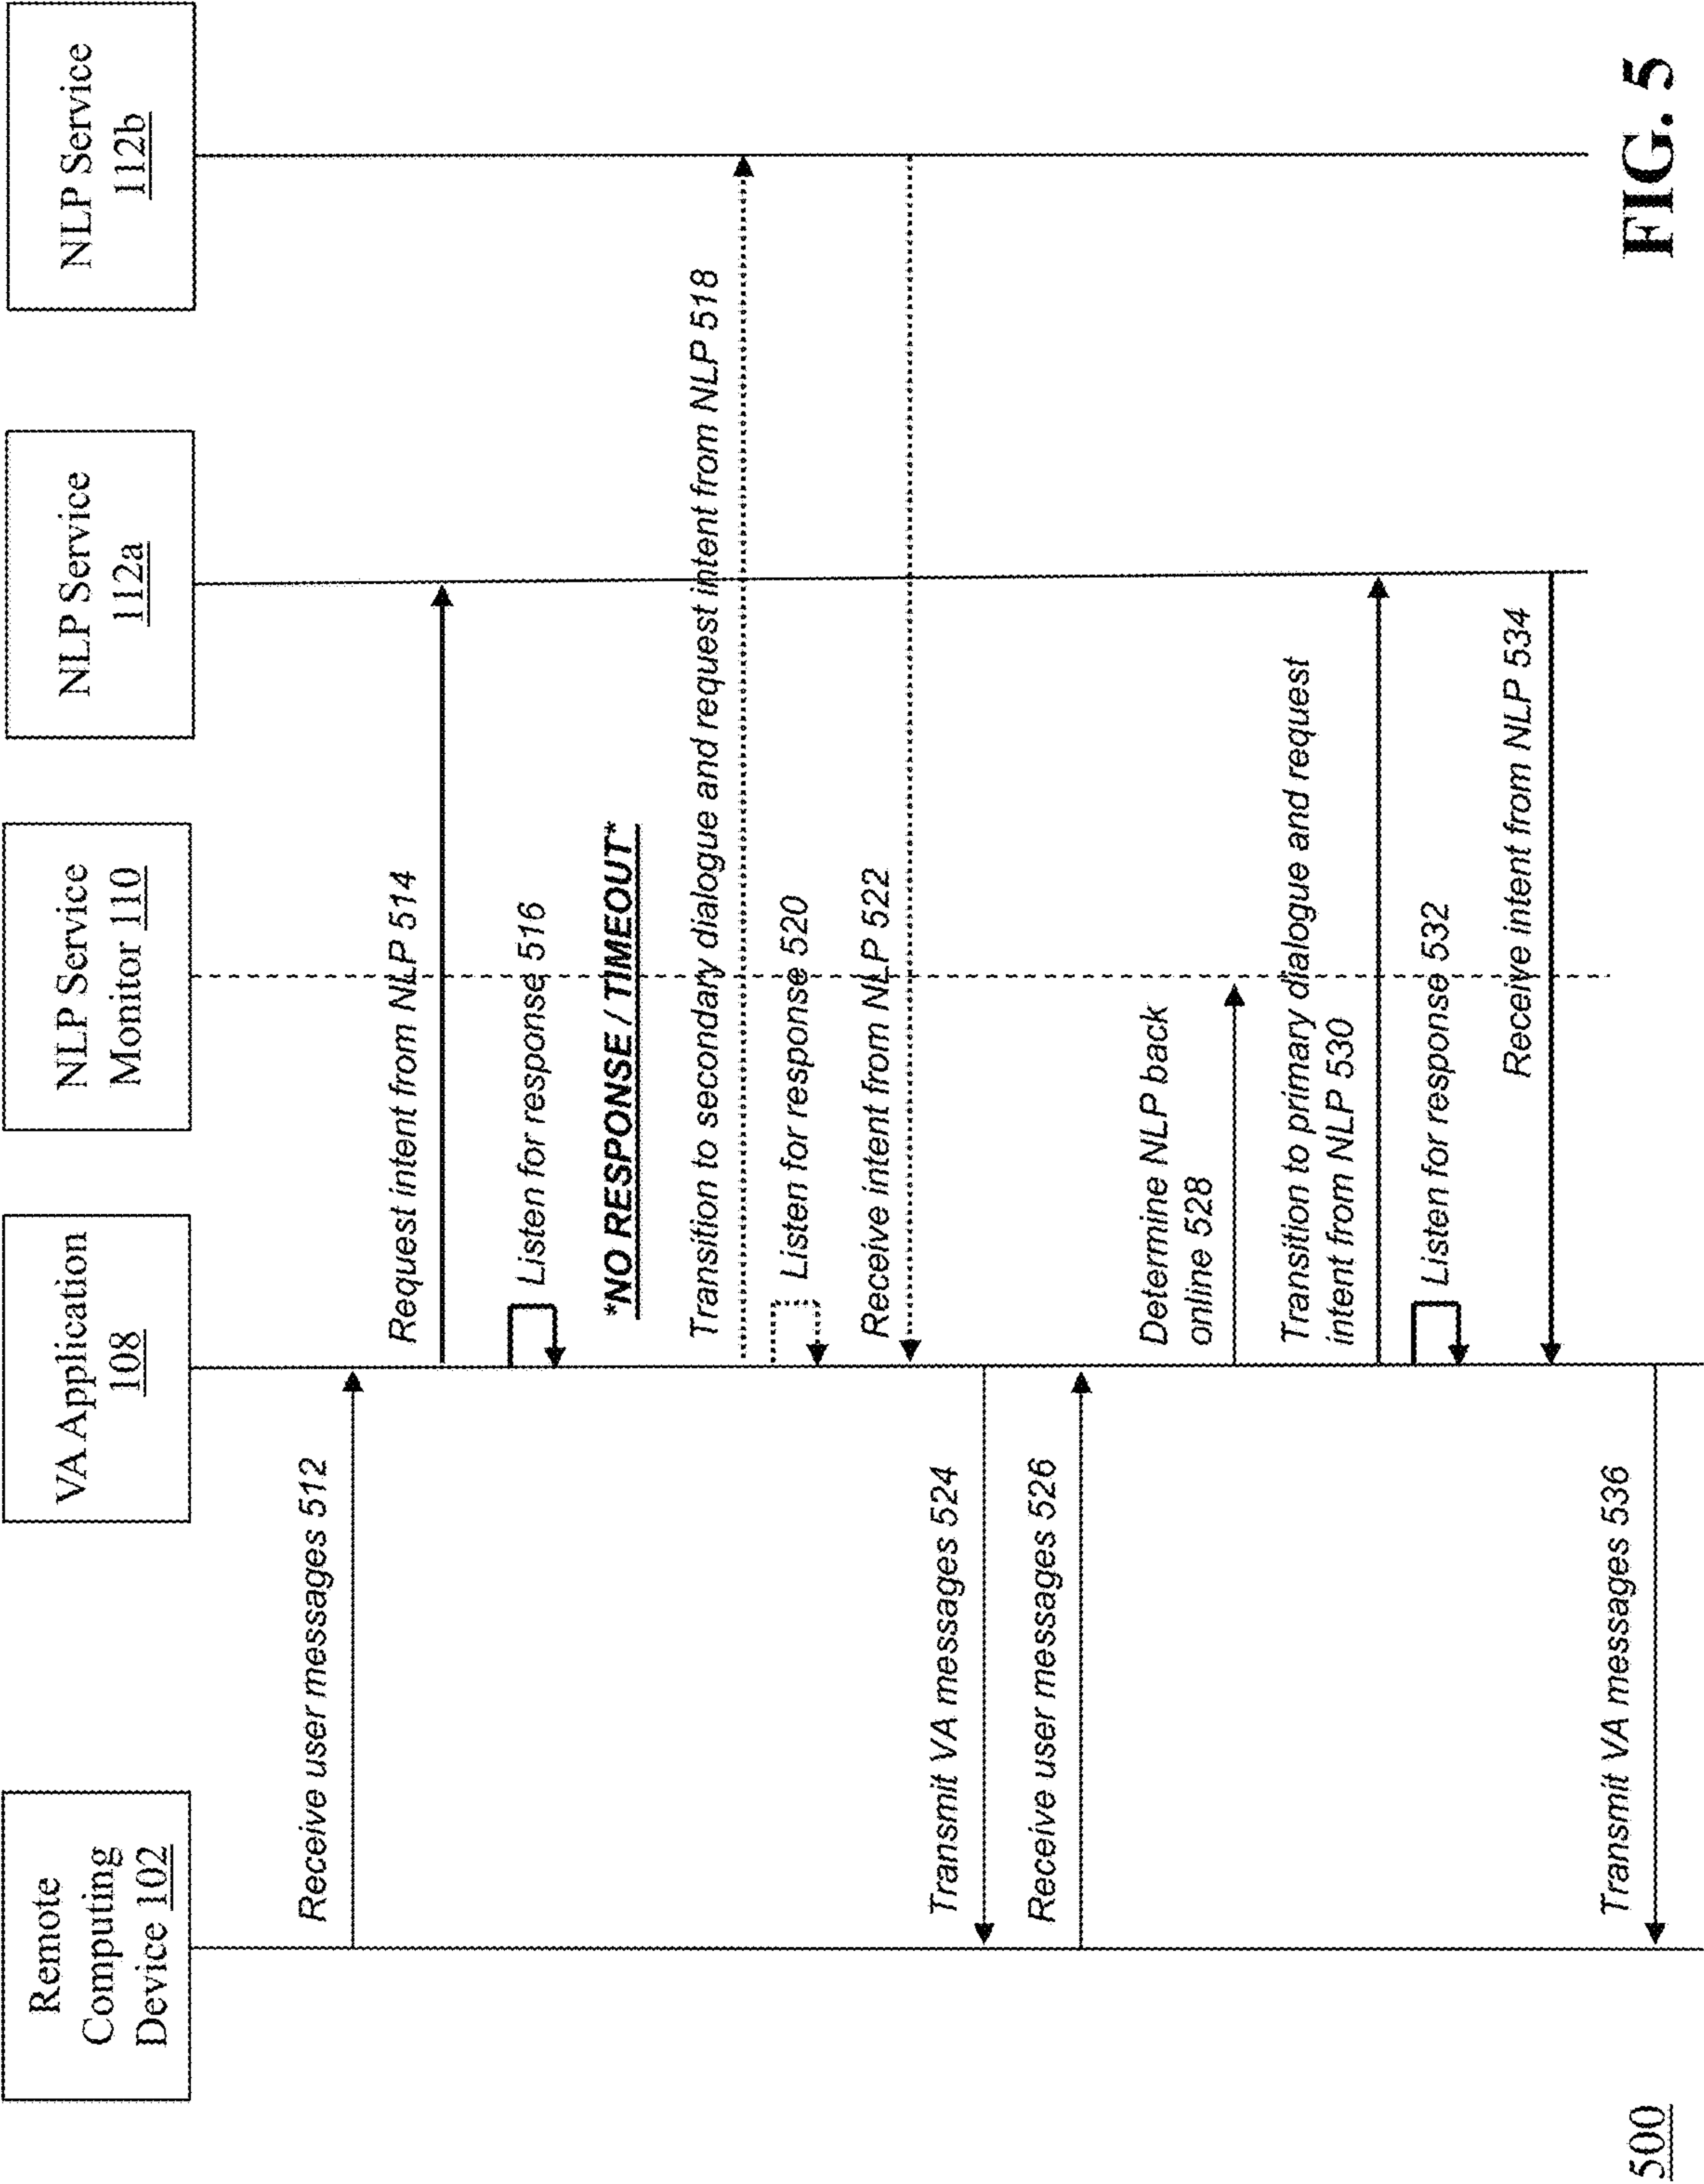 Remote
Computing
Device 102
VA Application
108
NLP Service
Monitor 110
NLP Service
112a
NLP Service
112b
Receive user messages 512
Request intent from NLP 514
Listen for response 516
*NO RESPONSE / TIMEOUT*
Transition to secondary dialogue and request intent from NLP 518
Listen for response 520
Receive intent from NLP 522
Transmit VA messages 524
Receive user messages 526
Determine NLP back
online 528
Transition to primary dialogue and request
intent from NLP 530
Listen for response 532
Receive intent from NLP 534
Transmit VA messages 536
500
FIG. 5